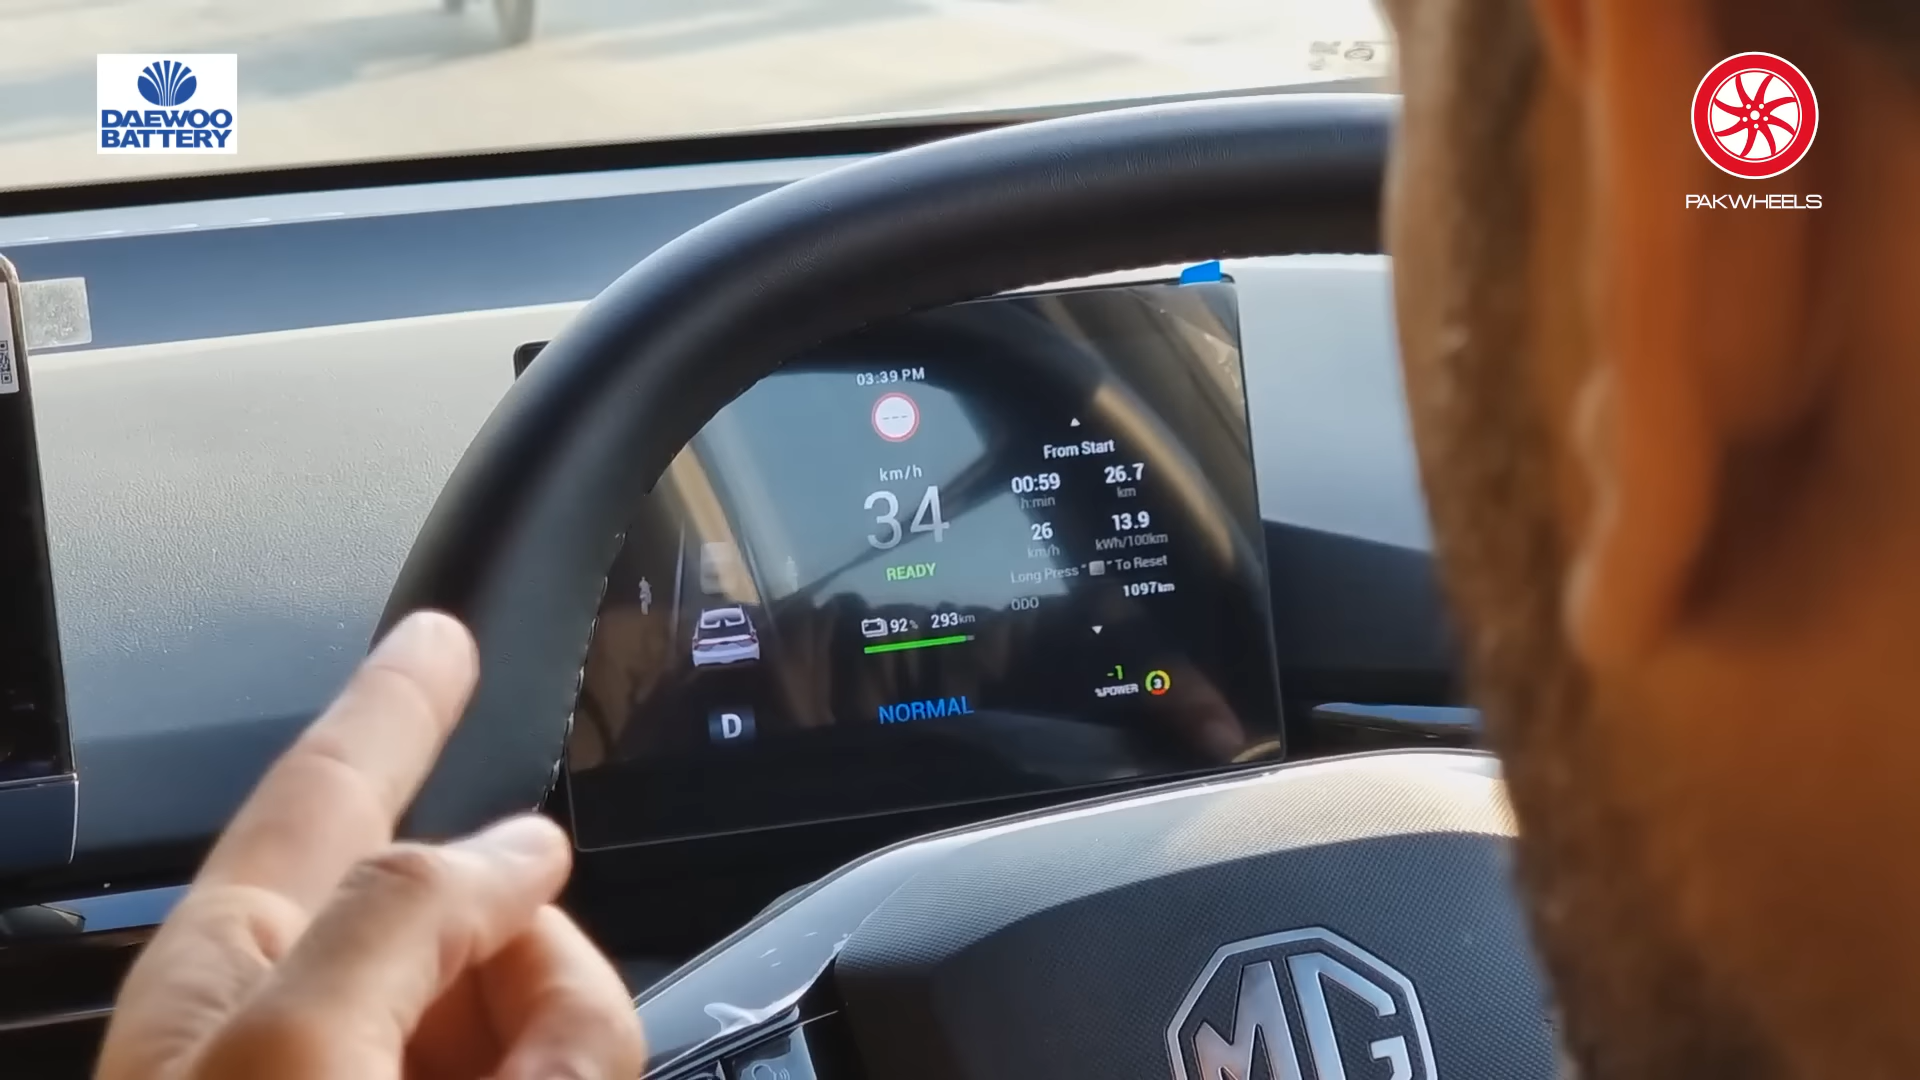 DAEWOO
BATTERY
PAKWHEELS
03:39 PM
---
km/h
34
READY
92% 293km
D
NORMAL
From Start
00:59 26.7
h:min km
26 13.9
km/h kWh/100km
Long Press " " To Reset
ODO 1097km
-1
%POWER 3
MG